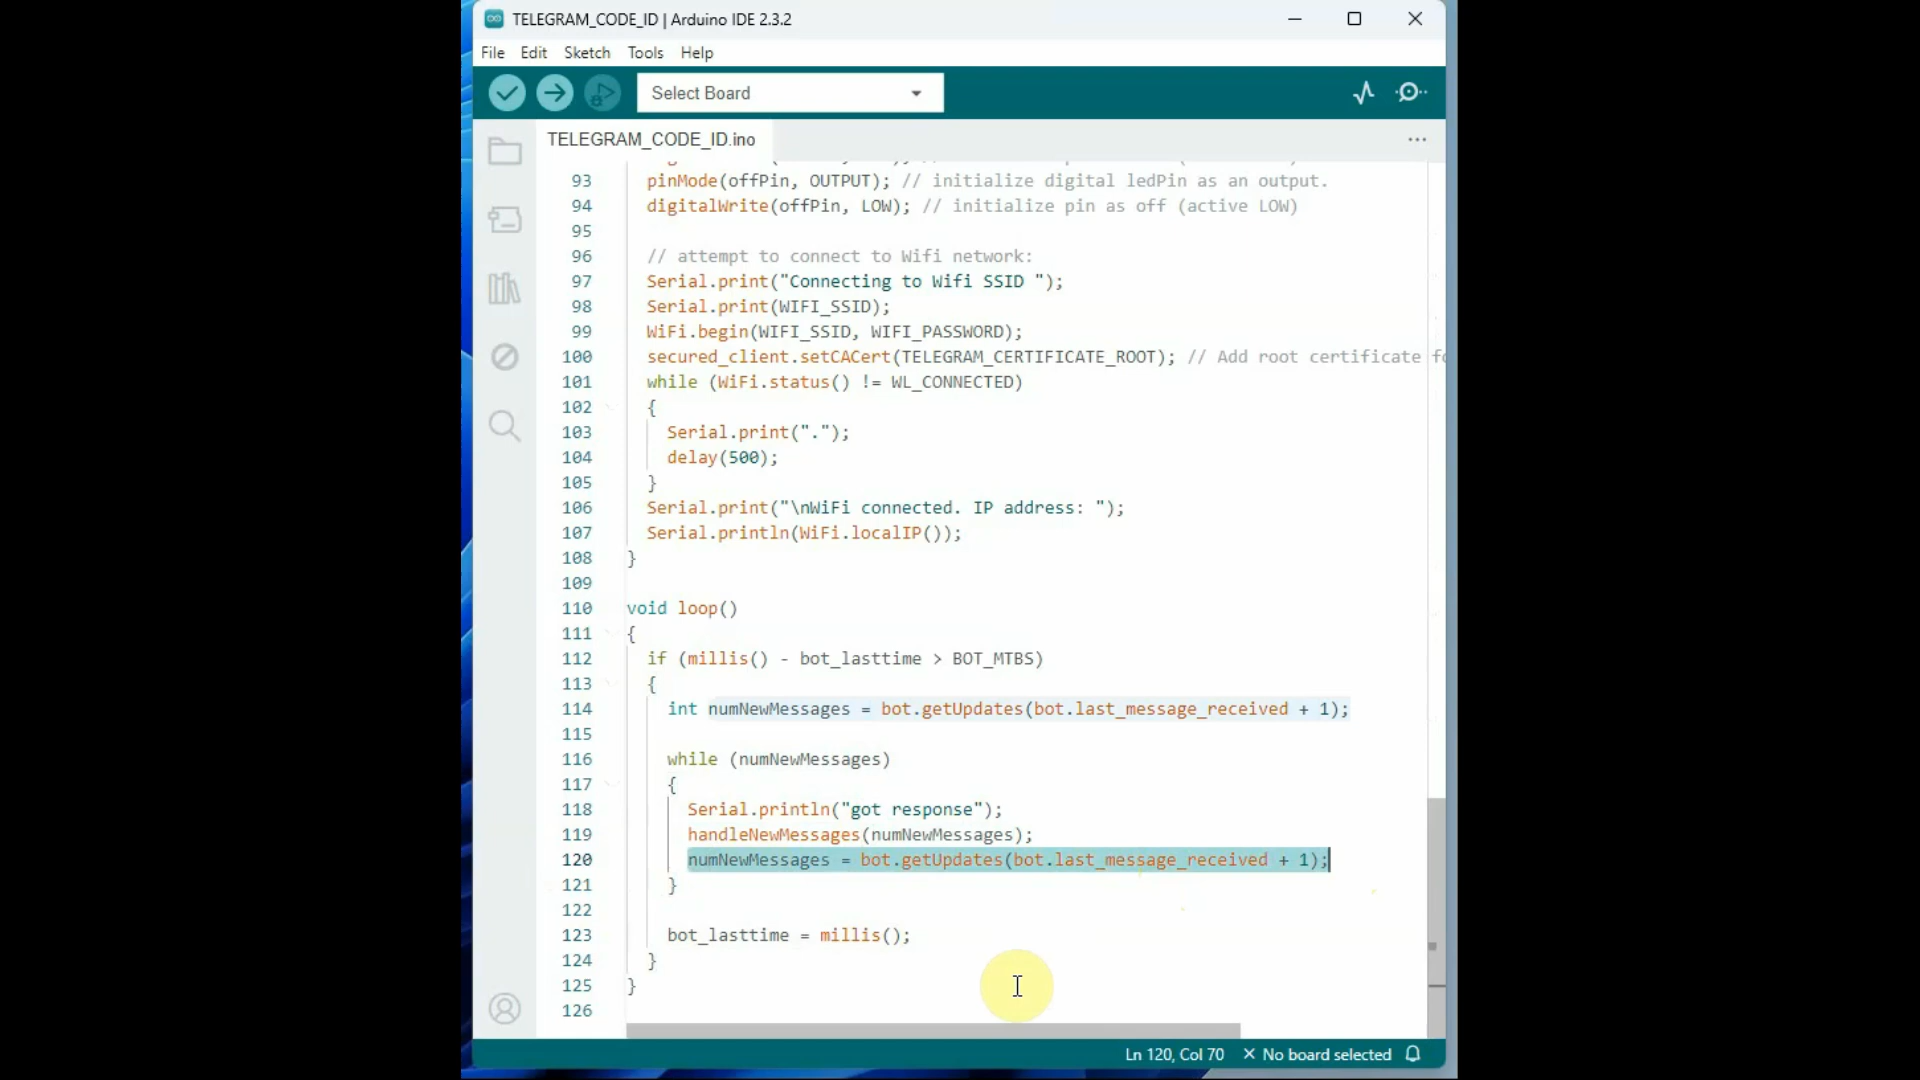 TELEGRAM_CODE_ID | Arduino IDE 2.3.2
File Edit Sketch Tools Help
Select Board
TELEGRAM_CODE_ID.ino
93 pinMode(offPin, OUTPUT); // initialize digital ledPin as an output.
94 digitalWrite(offPin, LOW); // initialize pin as off (active LOW)
95
96 // attempt to connect to Wifi network:
97 Serial.print("Connecting to Wifi SSID ");
98 Serial.print(WIFI_SSID);
99 WiFi.begin(WIFI_SSID, WIFI_PASSWORD);
100 secured_client.setCACert(TELEGRAM_CERTIFICATE_ROOT); // Add root certificate fo
101 while (WiFi.status() != WL_CONNECTED)
102 {
103 Serial.print(".");
104 delay(500);
105 }
106 Serial.print("\nWiFi connected. IP address: ");
107 Serial.println(WiFi.localIP());
108 }
109
110 void loop()
111 {
112 if (millis() - bot_lasttime > BOT_MTBS)
113 {
114 int numNewMessages = bot.getUpdates(bot.last_message_received + 1);
115
116 while (numNewMessages)
117 {
118 Serial.println("got response");
119 handleNewMessages(numNewMessages);
120 numNewMessages = bot.getUpdates(bot.last_message_received + 1);
121 }
122
123 bot_lasttime = millis();
124 }
125 }
126
Ln 120, Col 70 × No board selected